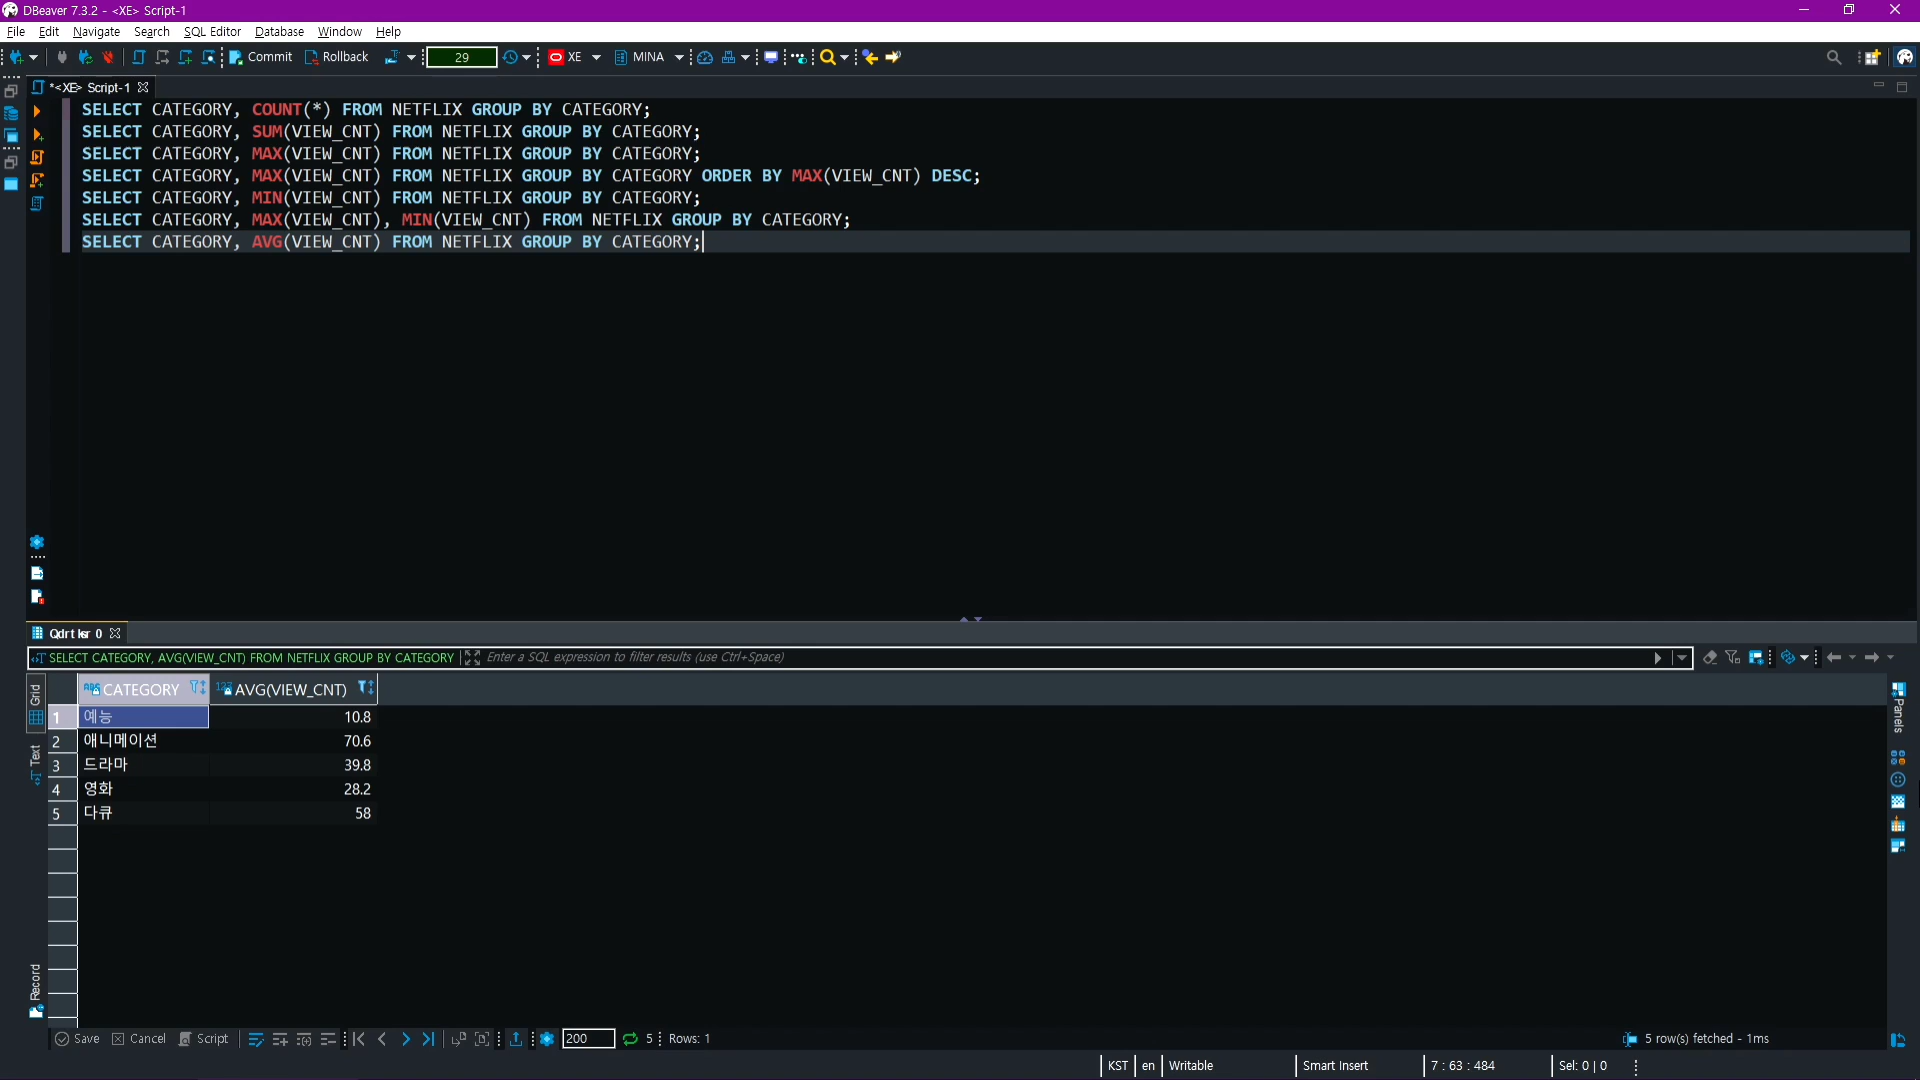 DBeaver 7.3.2 - <XE> Script-1
File Edit Navigate Search SQL Editor Database Window Help
Commit Rollback 29 XE MINA
*<XE> Script-1
SELECT CATEGORY, COUNT(*) FROM NETFLIX GROUP BY CATEGORY;
SELECT CATEGORY, SUM(VIEW_CNT) FROM NETFLIX GROUP BY CATEGORY;
SELECT CATEGORY, MAX(VIEW_CNT) FROM NETFLIX GROUP BY CATEGORY;
SELECT CATEGORY, MAX(VIEW_CNT) FROM NETFLIX GROUP BY CATEGORY ORDER BY MAX(VIEW_CNT) DESC;
SELECT CATEGORY, MIN(VIEW_CNT) FROM NETFLIX GROUP BY CATEGORY;
SELECT CATEGORY, MAX(VIEW_CNT), MIN(VIEW_CNT) FROM NETFLIX GROUP BY CATEGORY;
SELECT CATEGORY, AVG(VIEW_CNT) FROM NETFLIX GROUP BY CATEGORY;
SELECT CATEGORY, AVG(VIEW_CNT) FROM NETFLIX GROUP BY CATEGORY Enter a SQL expression to filter results (use Ctrl+Space)
Grid
Text
Record
Panels
CATEGORY AVG(VIEW_CNT)
1 예능 10.8
2 애니메이션 70.6
3 드라마 39.8
4 영화 28.2
5 다큐 58
Save Cancel Script 200 5 Rows: 1 5 row(s) fetched - 1ms
KST en Writable Smart Insert 7 : 63 : 484 Sel: 0 | 0